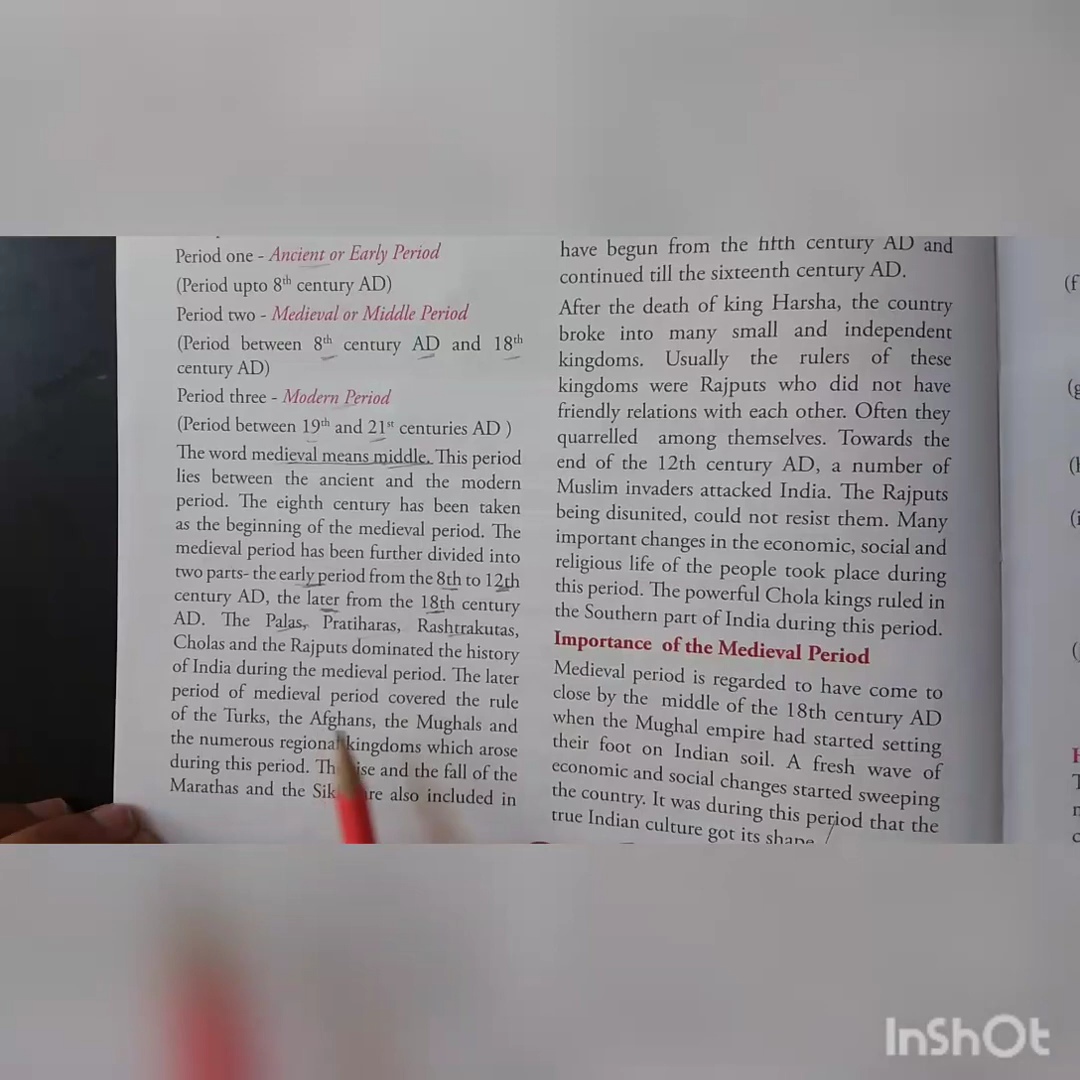 Period one - Ancient or Early Period
(Period upto 8th century AD)
Period two - Medieval or Middle Period
(Period between 8th century AD and 18th
century AD)
Period three - Modern Period
(Period between 19th and 21st centuries AD )
The word medieval means middle. This period
lies between the ancient and the modern
period. The eighth century has been taken
as the beginning of the medieval period. The
medieval period has been further divided into
two parts- the early period from the 8th to 12th
century AD, the later from the 18th century
AD. The Palas, Pratiharas, Rashtrakutas,
Cholas and the Rajputs dominated the history
of India during the medieval period. The later
period of medieval period covered the rule
of the Turks, the Afghans, the Mughals and
the numerous regional kingdoms which arose
during this period. and the fall of the
Marathas and the are also included in
have begun from the fifth century AD and
continued till the sixteenth century AD.
After the death of king Harsha, the country
broke into many small and independent
kingdoms. Usually the rulers of these
kingdoms were Rajputs who did not have
friendly relations with each other. Often they
quarrelled among themselves. Towards the
end of the 12th century AD, a number of
Muslim invaders attacked India. The Rajputs
being disunited, could not resist them. Many
important changes in the economic, social and
religious life of the people took place during
this period. The powerful Chola kings ruled in
the Southern part of India during this period.
Importance of the Medieval Period
Medieval period is regarded to have come to
close by the middle of the 18th century AD
when the Mughal empire had started setting
their foot on Indian soil. A fresh wave of
economic and social changes started sweeping
the country. It was during this period that the
true Indian culture got its shape
InShOt